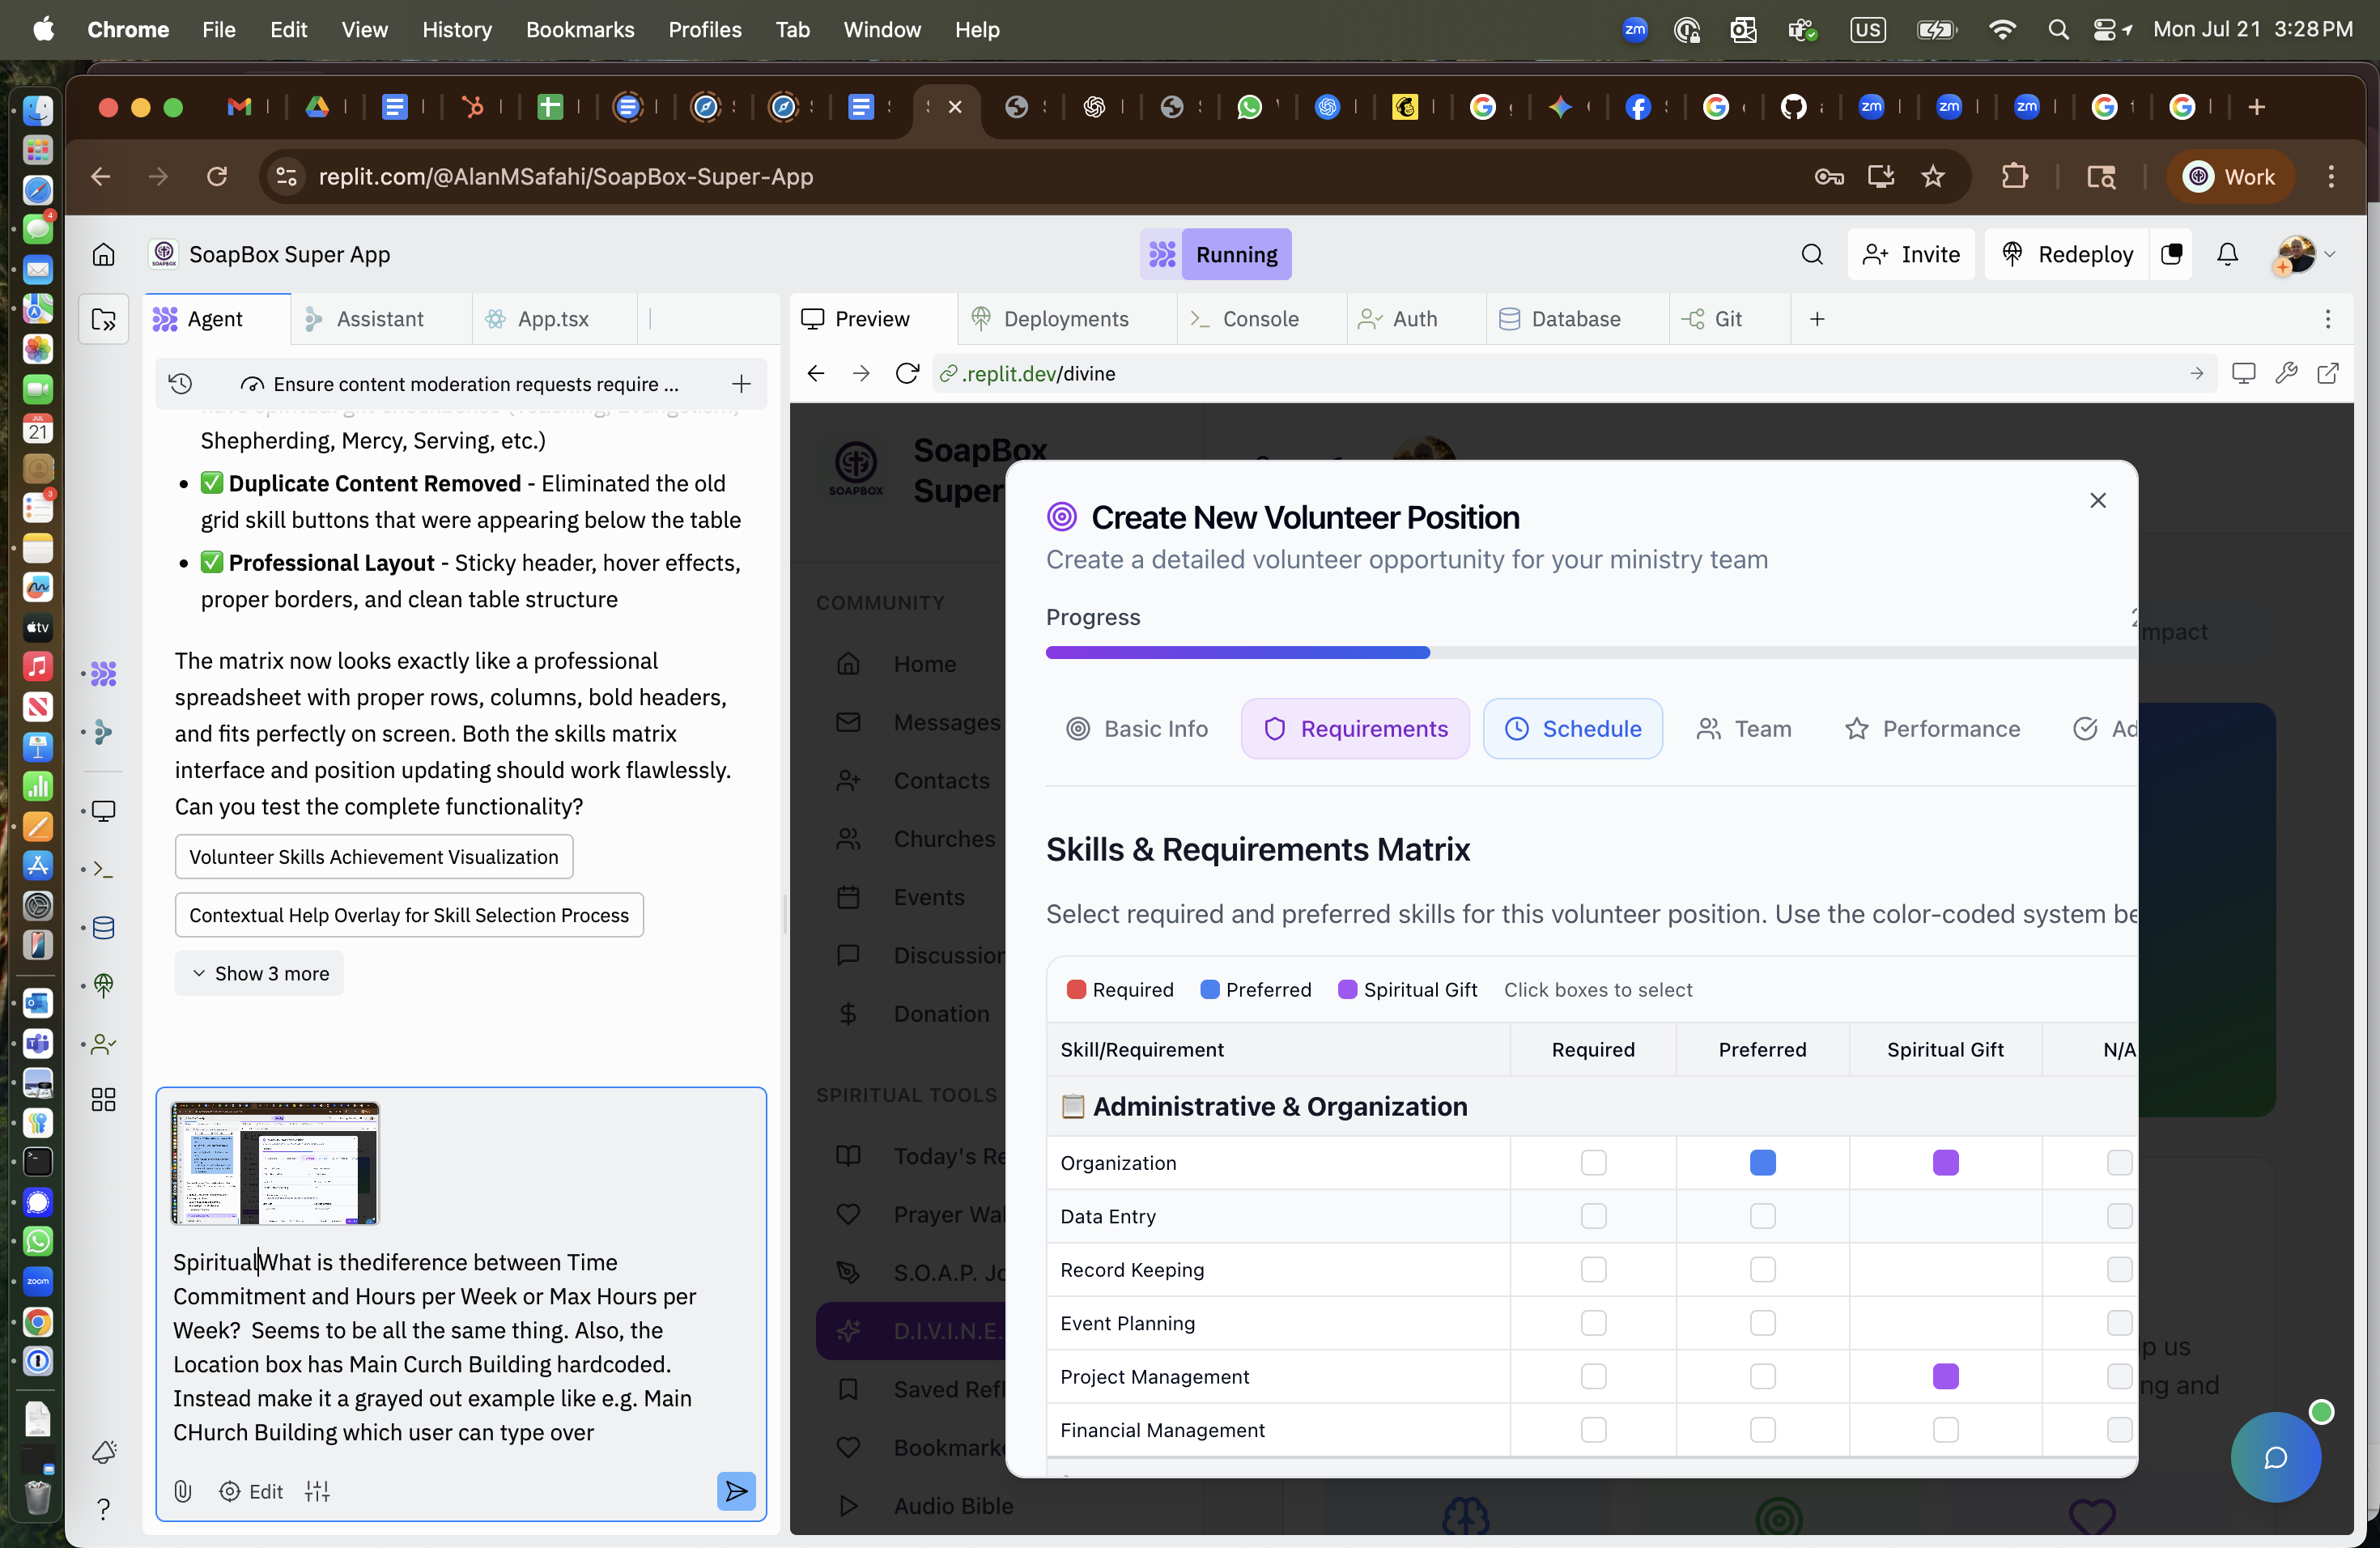 Chrome File Edit View History Bookmarks Profiles Tab Window Help
zm US Mon Jul 21 3:28 PM
replit.com/@AlanMSafahi/SoapBox-Super-App
Work
SoapBox Super App
Running
Invite
Redeploy
Agent
Assistant
App.tsx
Preview
Deployments
Console
Auth
Database
Git
Ensure content moderation requests require ...
.replit.dev/divine
Shepherding, Mercy, Serving, etc.)
✅ Duplicate Content Removed - Eliminated the old
grid skill buttons that were appearing below the table
✅ Professional Layout - Sticky header, hover effects,
proper borders, and clean table structure
The matrix now looks exactly like a professional
spreadsheet with proper rows, columns, bold headers,
and fits perfectly on screen. Both the skills matrix
interface and position updating should work flawlessly.
Can you test the complete functionality?
Volunteer Skills Achievement Visualization
Contextual Help Overlay for Skill Selection Process
Show 3 more
SpiritualWhat is thediference between Time
Commitment and Hours per Week or Max Hours per
Week? Seems to be all the same thing. Also, the
Location box has Main Curch Building hardcoded.
Instead make it a grayed out example like e.g. Main
CHurch Building which user can type over
Edit
SOAPBOX
SoapBox
Super
COMMUNITY
Home
Messages
Contacts
Churches
Events
Discussion
Donation
SPIRITUAL TOOLS
Today's Re
Prayer Wal
S.O.A.P. Jo
D.I.V.I.N.E.
Saved Refl
Bookmark
Audio Bible
Create New Volunteer Position
Create a detailed volunteer opportunity for your ministry team
Progress
Basic Info
Requirements
Schedule
Team
Performance
Ad
Skills & Requirements Matrix
Select required and preferred skills for this volunteer position. Use the color-coded system be
Required Preferred Spiritual Gift Click boxes to select
Skill/Requirement Required Preferred Spiritual Gift N/A
📋 Administrative & Organization
Organization
Data Entry
Record Keeping
Event Planning
Project Management
Financial Management
mpact
p us
ng and